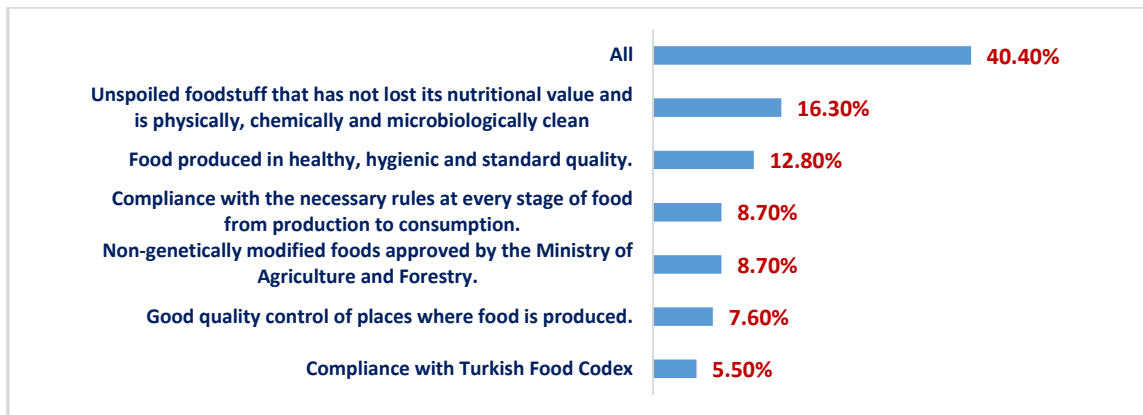 All
40.40%
Unspoiled foodstuff that has not lost its nutritional value and
is physically, chemically and microbiologically clean
16.30%
Food produced in healthy, hygienic and standard quality.
12.80%
Compliance with the necessary rules at every stage of food
from production to consumption.
8.70%
Non-genetically modified foods approved by the Ministry of
Agriculture and Forestry.
8.70%
Good quality control of places where food is produced.
7.60%
Compliance with Turkish Food Codex
5.50%